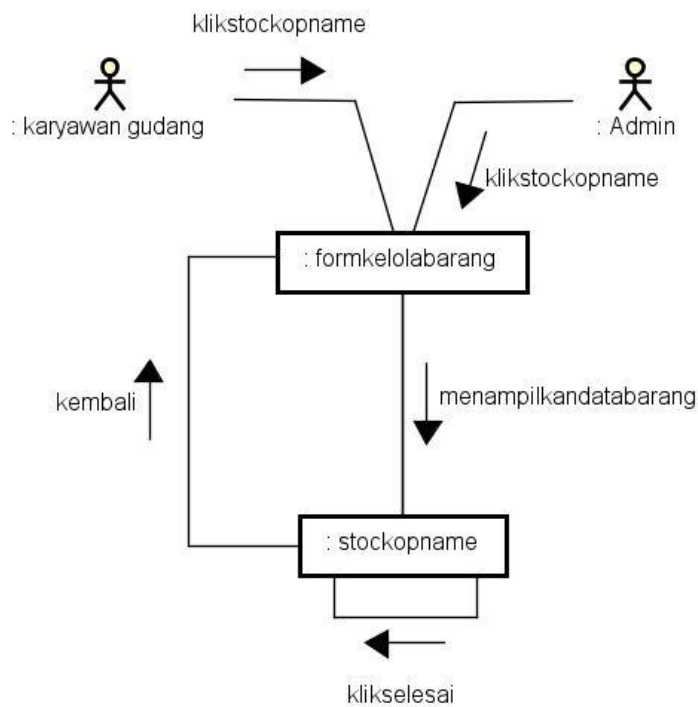 klikstockopname
: karyawan gudang
: Admin
klikstockopname
: formkelolabarang
kembali
menampilkandatabarang
: stockopname
klikselesai